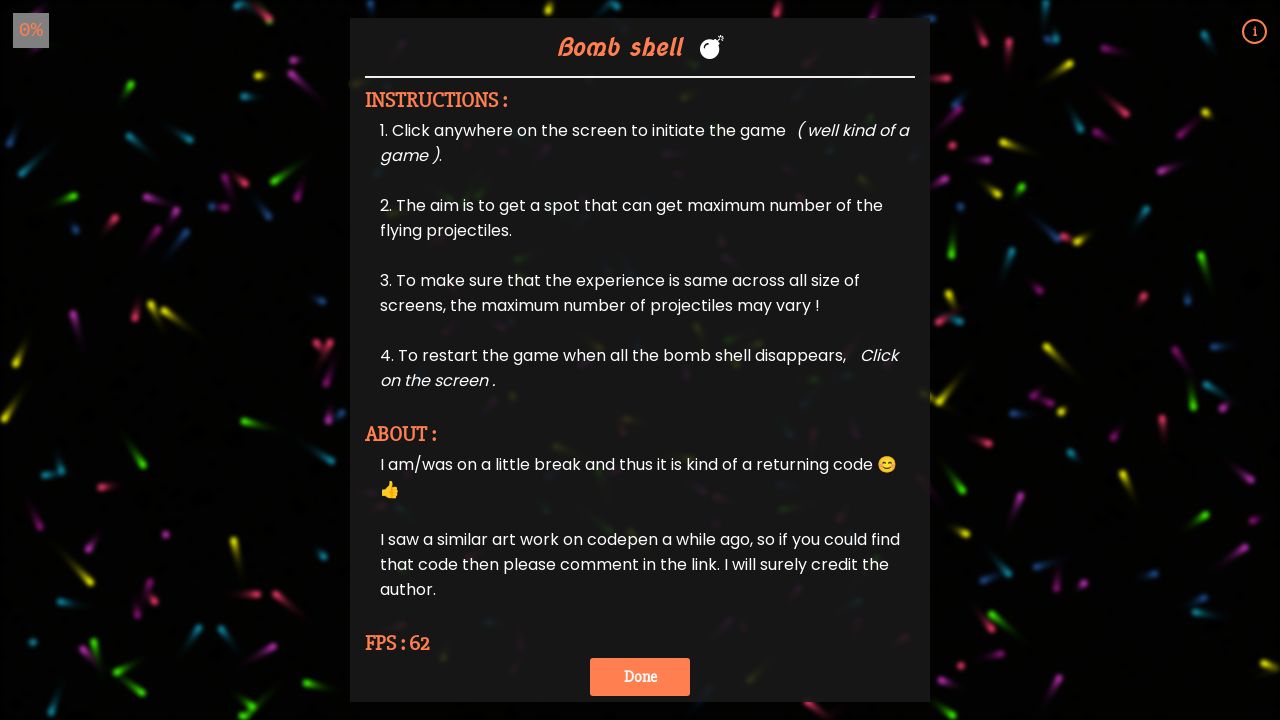 0%
i
Bomb shell 💣
INSTRUCTIONS :
1. Click anywhere on the screen to initiate the game ( well kind of a
game ).
2. The aim is to get a spot that can get maximum number of the
flying projectiles.
3. To make sure that the experience is same across all size of
screens, the maximum number of projectiles may vary !
4. To restart the game when all the bomb shell disappears, Click
on the screen .
ABOUT :
I am/was on a little break and thus it is kind of a returning code 😊
👍
I saw a similar art work on codepen a while ago, so if you could find
that code then please comment in the link. I will surely credit the
author.
FPS : 62
Done